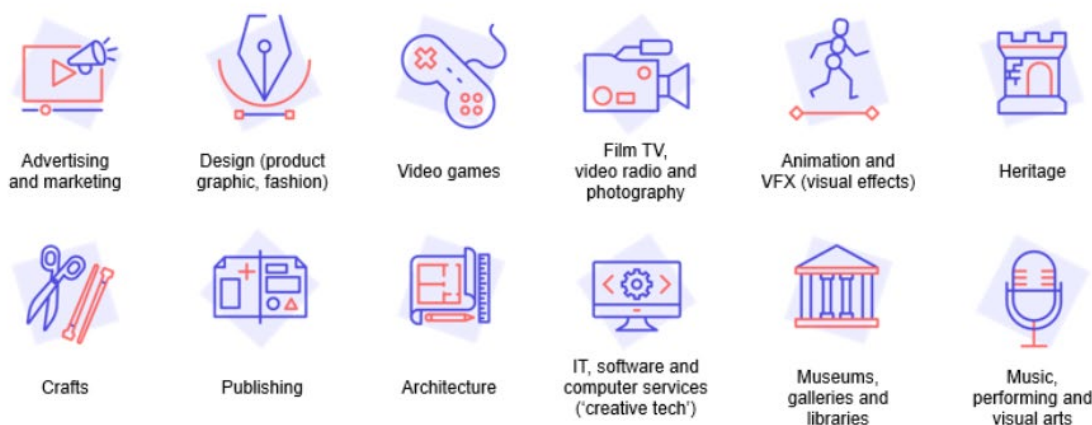 Advertising
and marketing
Design (product
graphic, fashion)
Video games
Film TV,
video radio and
photography
Animation and
VFX (visual effects)
Heritage
Crafts
Publishing
Architecture
IT, software and
computer services
(‘creative tech’)
Museums,
galleries and
libraries
Music,
performing and
visual arts